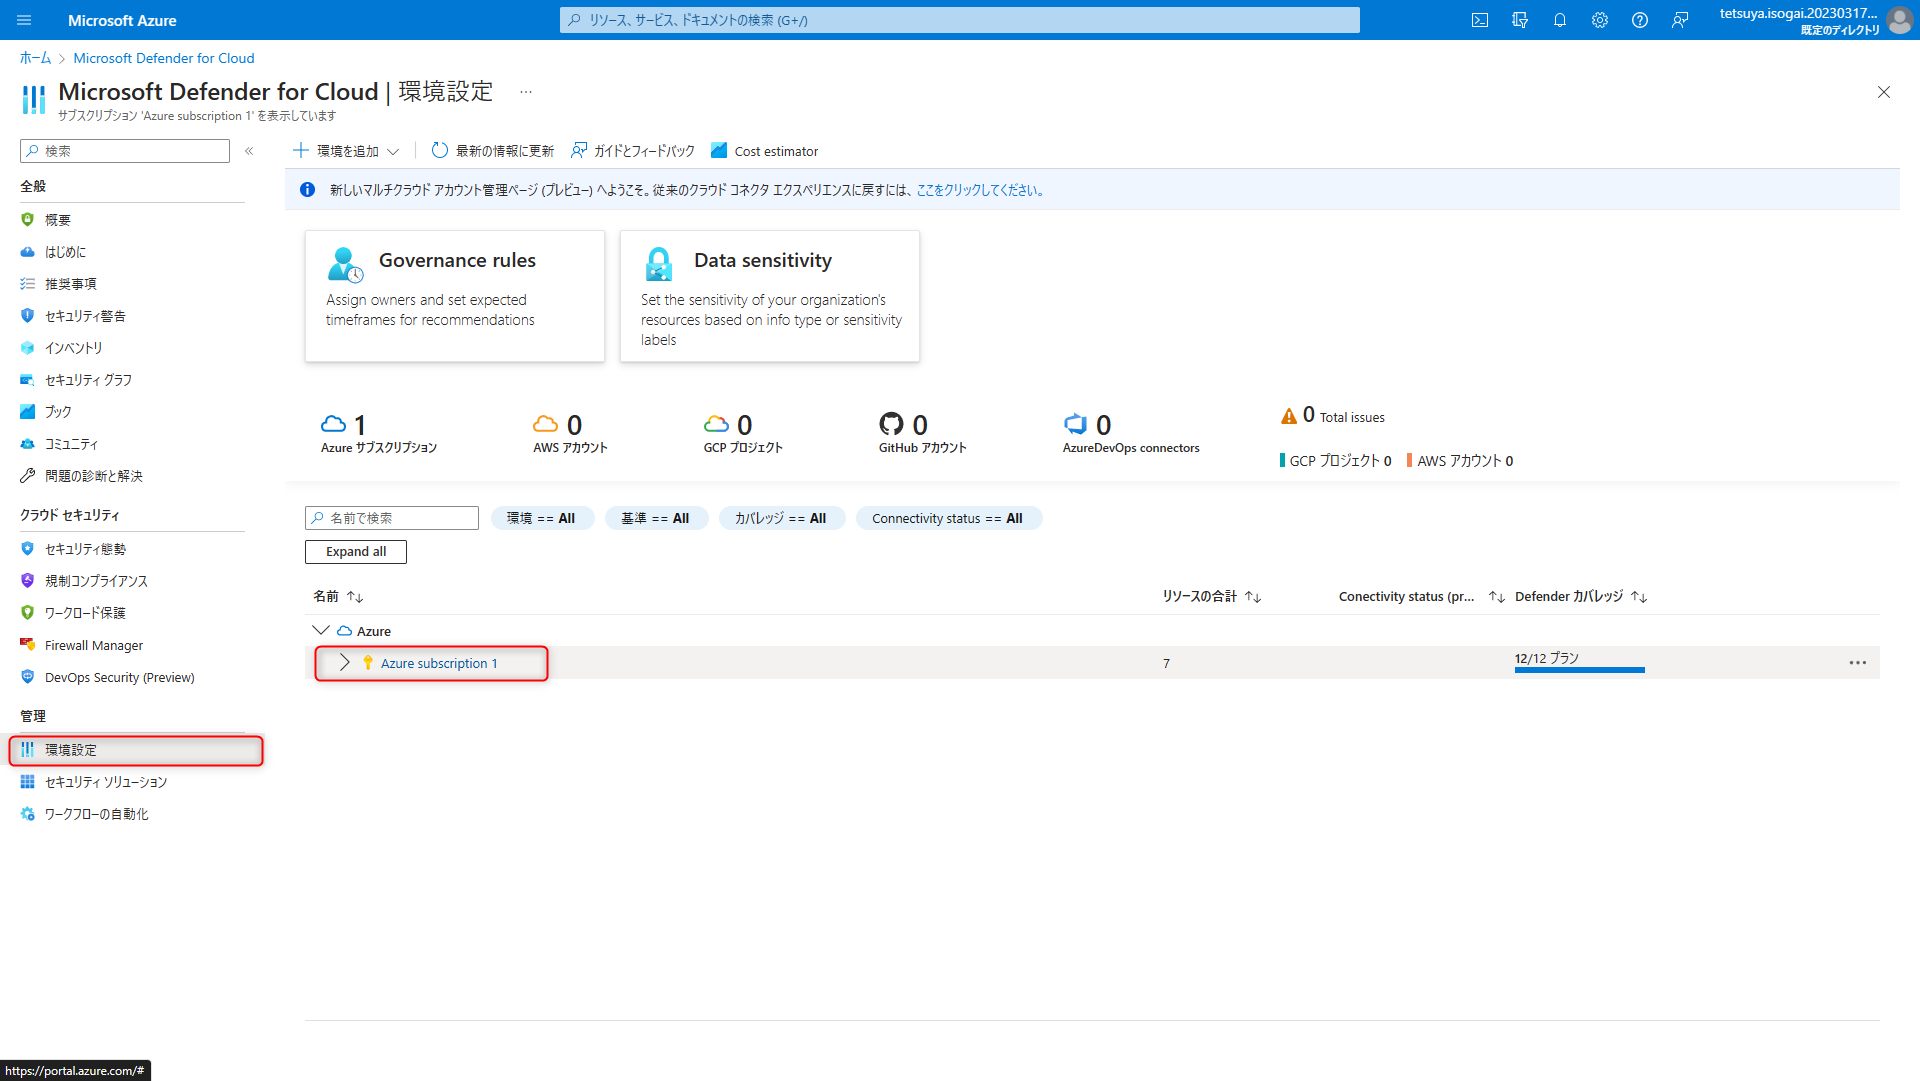 Microsoft Azure
リソース、サービス、ドキュメントの検索 (G+/)
tetsuya.isogai.20230317...
既定のディレクトリ
ホーム
Microsoft Defender for Cloud
Microsoft Defender for Cloud | 環境設定 ...
サブスクリプション 'Azure subscription 1' を表示しています
検索
環境を追加
最新の情報に更新
ガイドとフィードバック
Cost estimator
新しいマルチクラウド アカウント管理ページ (プレビュー) へようこそ。従来のクラウド コネクタ エクスペリエンスに戻すには、ここをクリックしてください。
全般
概要
はじめに
推奨事項
セキュリティ警告
インベントリ
セキュリティ グラフ
ブック
コミュニティ
問題の診断と解決
クラウド セキュリティ
セキュリティ態勢
規制コンプライアンス
ワークロード保護
Firewall Manager
DevOps Security (Preview)
管理
環境設定
セキュリティ ソリューション
ワークフローの自動化
Governance rules
Assign owners and set expected
timeframes for recommendations
Data sensitivity
Set the sensitivity of your organization's
resources based on info type or sensitivity
labels
1
Azure サブスクリプション
0
AWS アカウント
0
GCP プロジェクト
0
GitHub アカウント
0
AzureDevOps connectors
0 Total issues
GCP プロジェクト 0
AWS アカウント 0
名前で検索
環境 == All
基準 == All
カバレッジ == All
Connectivity status == All
Expand all
名前
リソースの合計
Conectivity status (pr...
Defender カバレッジ
Azure
Azure subscription 1
7
12/12 プラン
https://portal.azure.com/#